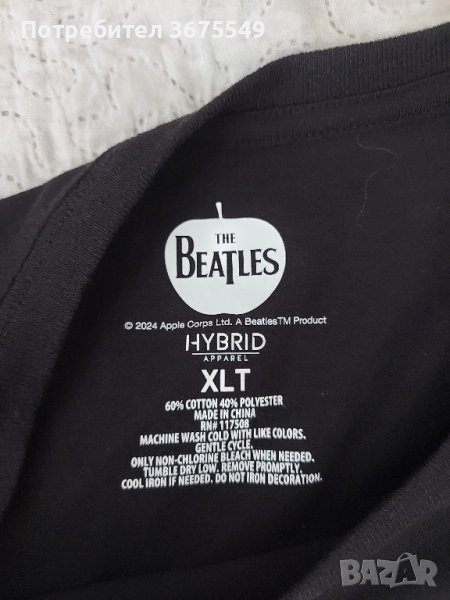 Потребител 3675549
THE
BEATLES
© 2024 Apple Corps Ltd. A Beatles™ Product
HYBRID
APPAREL
XLT
60% COTTON 40% POLYESTER
MADE IN CHINA
RN# 117508
MACHINE WASH COLD WITH LIKE COLORS.
GENTLE CYCLE.
ONLY NON-CHLORINE BLEACH WHEN NEEDED.
TUMBLE DRY LOW. REMOVE PROMPTLY.
COOL IRON IF NEEDED. DO NOT IRON DECORATION.
BAZAR